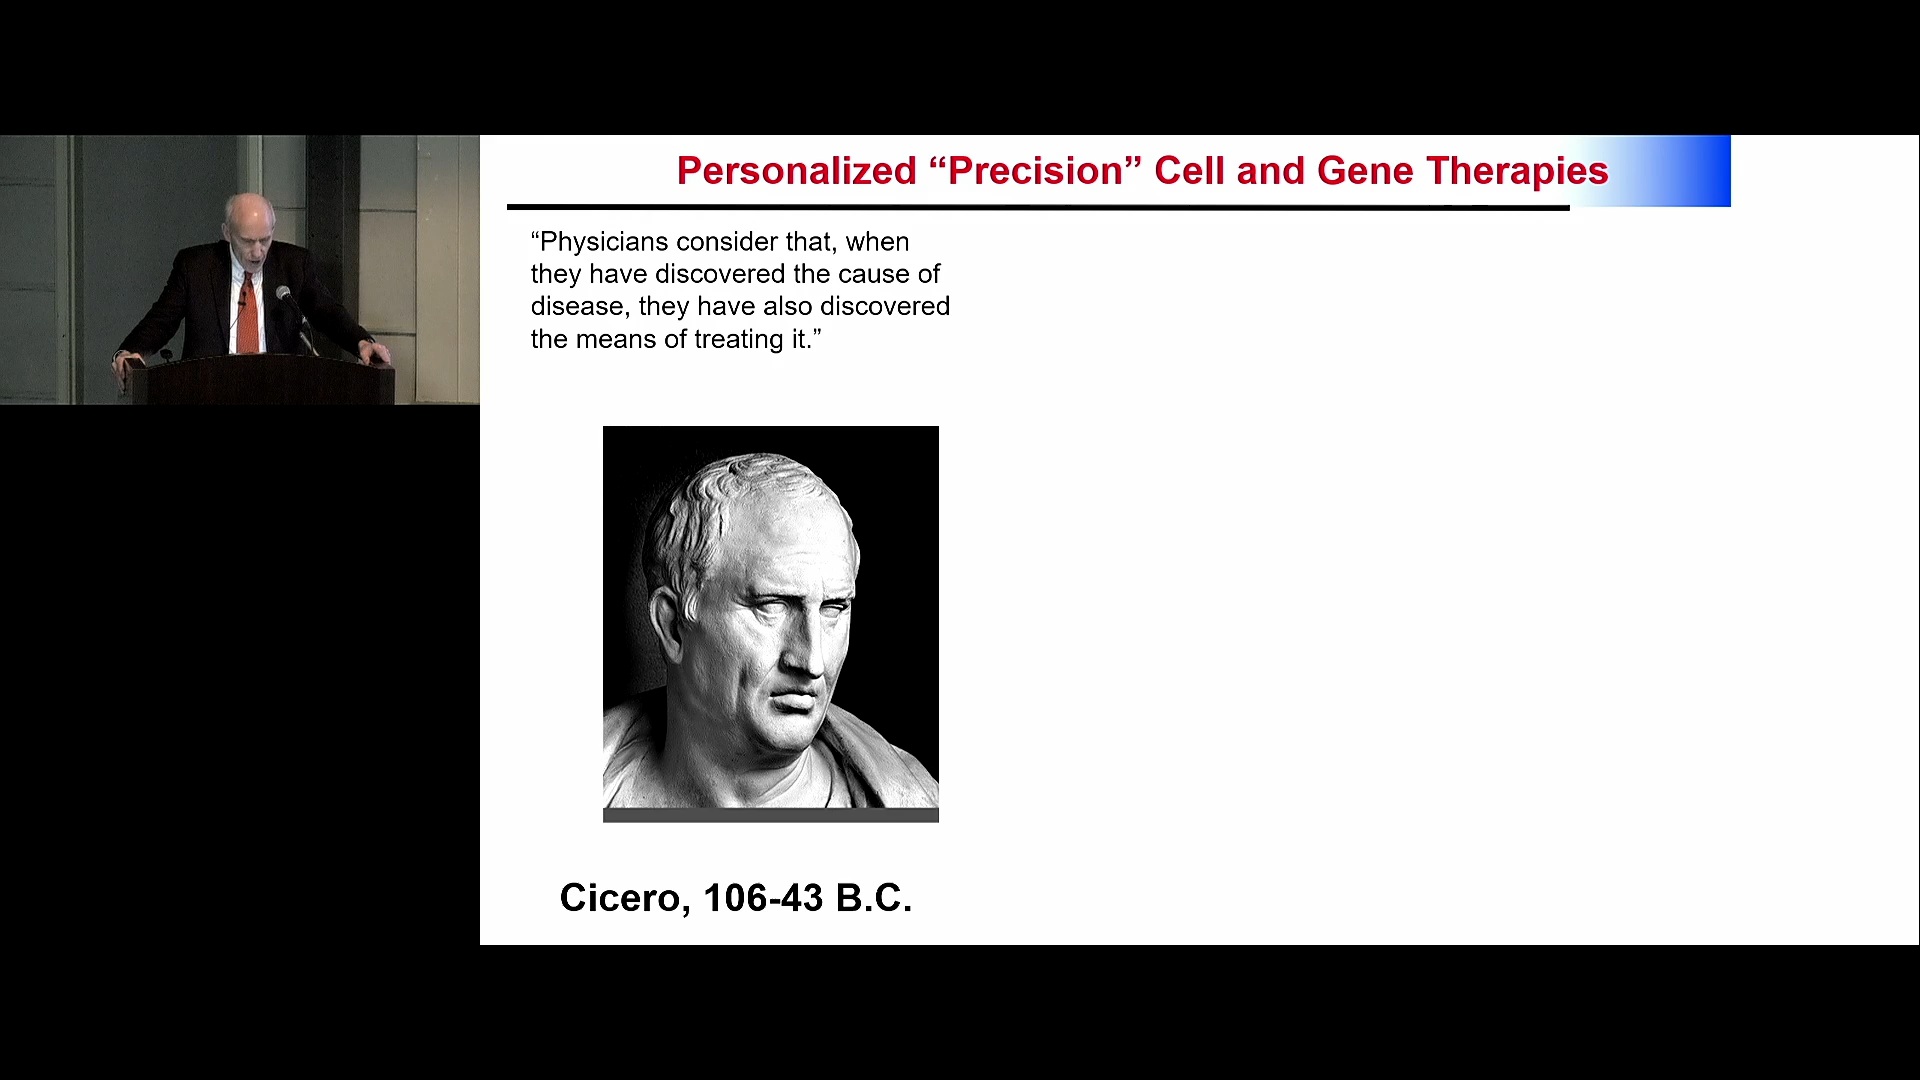 Personalized “Precision” Cell and Gene Therapies
“Physicians consider that, when
they have discovered the cause of
disease, they have also discovered
the means of treating it.”
Cicero, 106-43 B.C.